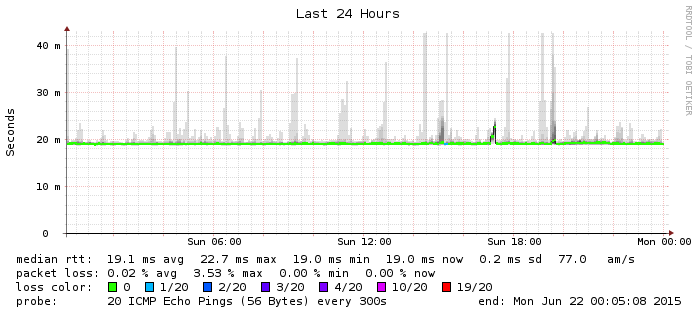 Last 24 Hours
RRDTOOL / TOBI OETIKER
Seconds
40 m
30 m
20 m
10 m
0
Sun 06:00 Sun 12:00 Sun 18:00 Mon 00:00
median rtt: 19.1 ms avg 22.7 ms max 19.0 ms min 19.0 ms now 0.2 ms sd 77.0 am/s
packet loss: 0.02 % avg 3.53 % max 0.00 % min 0.00 % now
loss color: 0 1/20 2/20 3/20 4/20 10/20 19/20
probe: 20 ICMP Echo Pings (56 Bytes) every 300s end: Mon Jun 22 00:05:08 2015